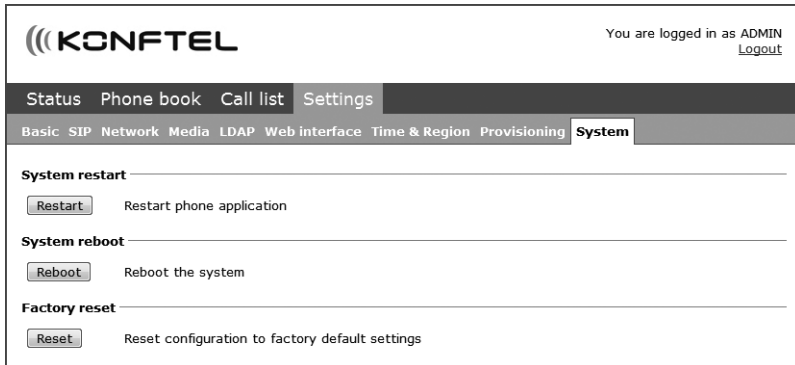 KONFTEL
You are logged in as ADMIN
Logout
Status Phone book Call list Settings
Basic SIP Network Media LDAP Web interface Time & Region Provisioning System
System restart
Restart Restart phone application
System reboot
Reboot Reboot the system
Factory reset
Reset Reset configuration to factory default settings